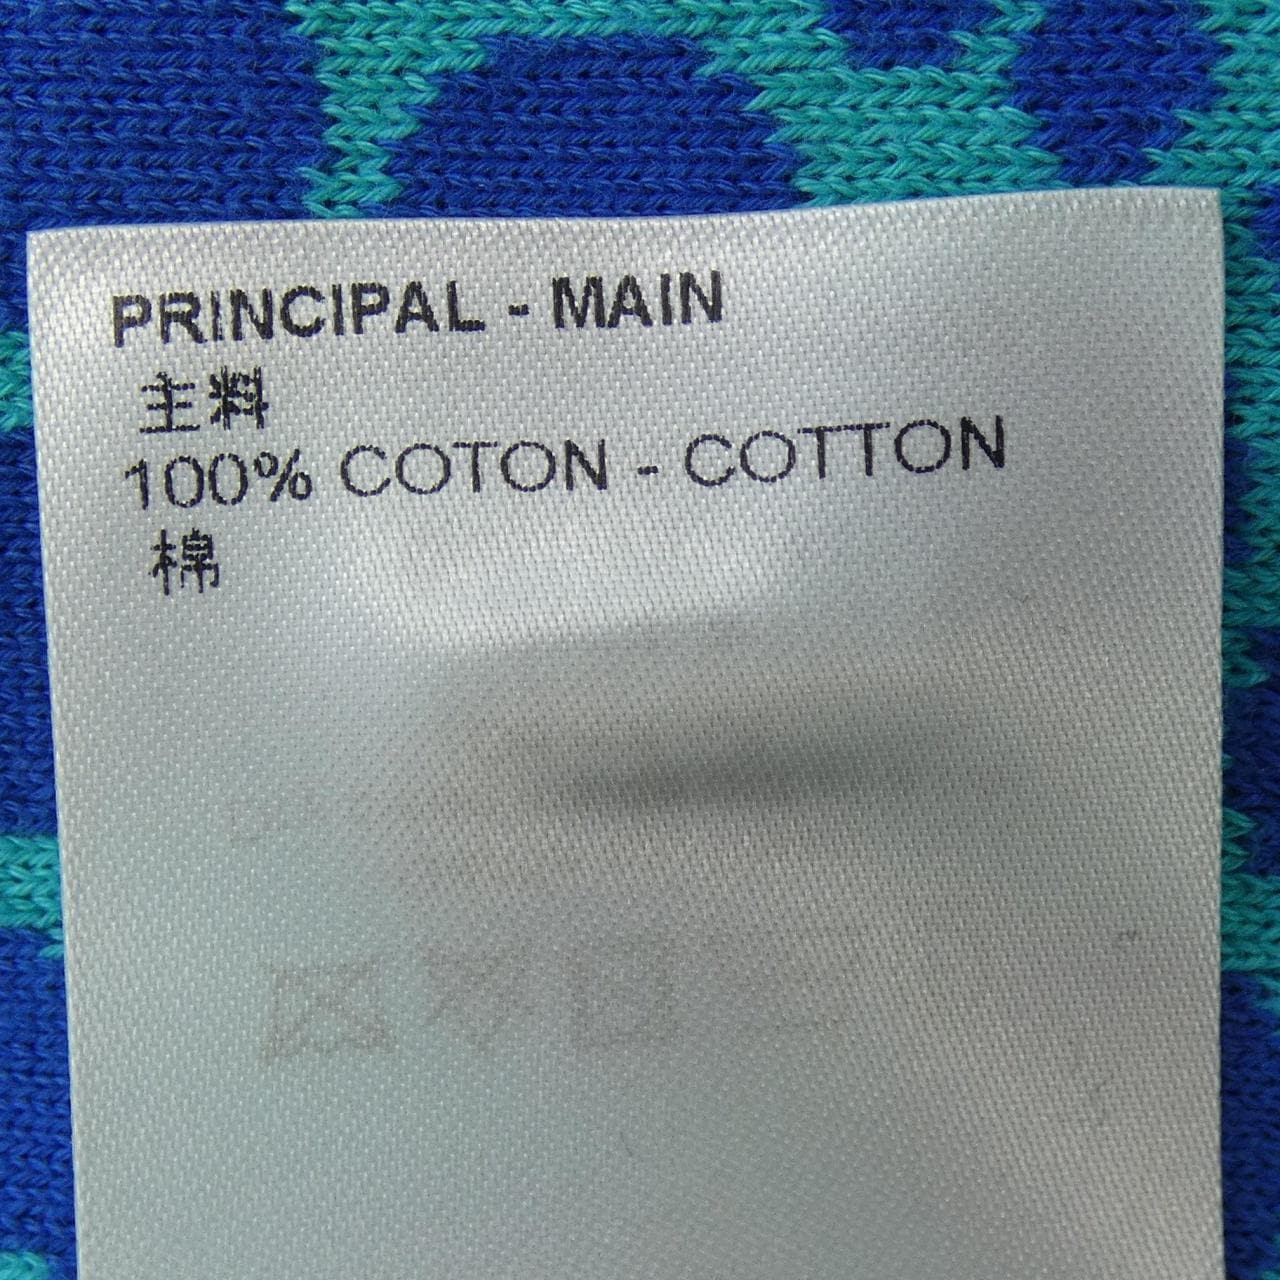 PRINCIPAL - MAIN
主料
100% COTON - COTTON
棉